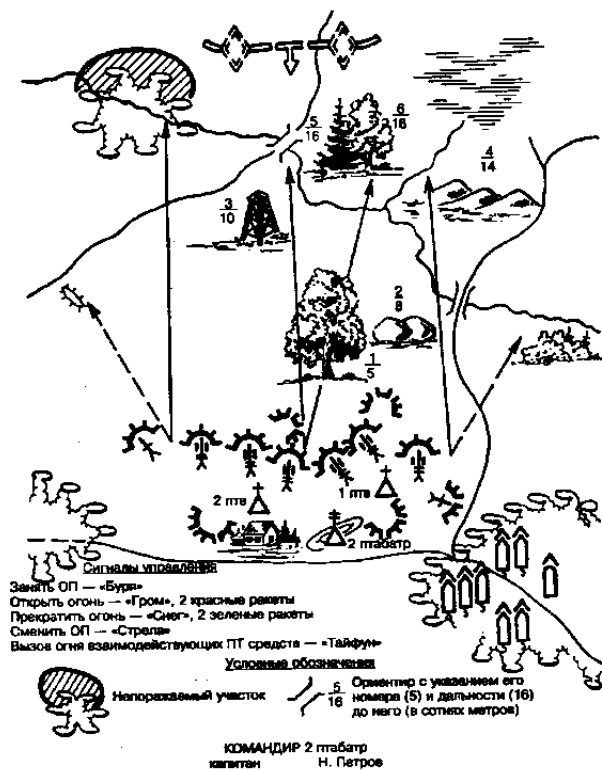 5
16
6
16
4
14
3
10
2
8
1
5
2 птв
1 птв
2 птабатр
Сигналы управления
Занять ОП — «Буря»
Открыть огонь — «Гром», 2 красные ракеты
Прекратить огонь — «Снег», 2 зеленые ракеты
Сменить ОП — «Стрела»
Вызов огня взаимодействующих ПТ средств — «Тайфун»
Условные обозначения
Непоражаемый участок
5
16
Ориентир с указанием его
номера (5) и дальности (16)
до него (в сотнях метров)
КОМАНДИР 2 птабатр
капитан Н. Петров